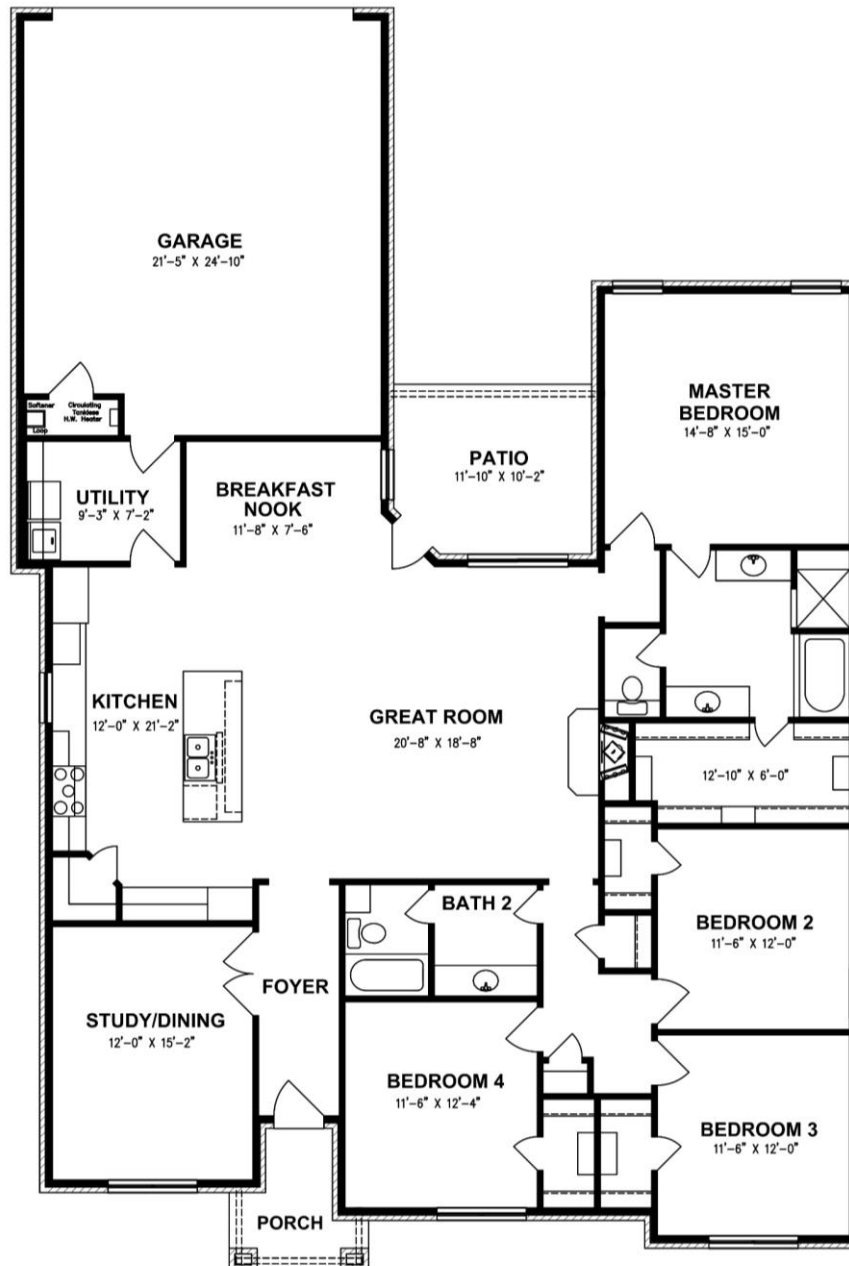 GARAGE
21'-5" X 24'-10"
Softener
Loop
Circulating
Tankless
H.W. Heater
MASTER
BEDROOM
14'-8" X 15'-0"
PATIO
11'-10" X 10'-2"
UTILITY
9'-3" X 7'-2"
BREAKFAST
NOOK
11'-8" X 7'-6"
KITCHEN
12'-0" X 21'-2"
GREAT ROOM
20'-8" X 18'-8"
12'-10" X 6'-0"
BATH 2
BEDROOM 2
11'-6" X 12'-0"
FOYER
STUDY/DINING
12'-0" X 15'-2"
BEDROOM 4
11'-6" X 12'-4"
BEDROOM 3
11'-6" X 12'-0"
PORCH